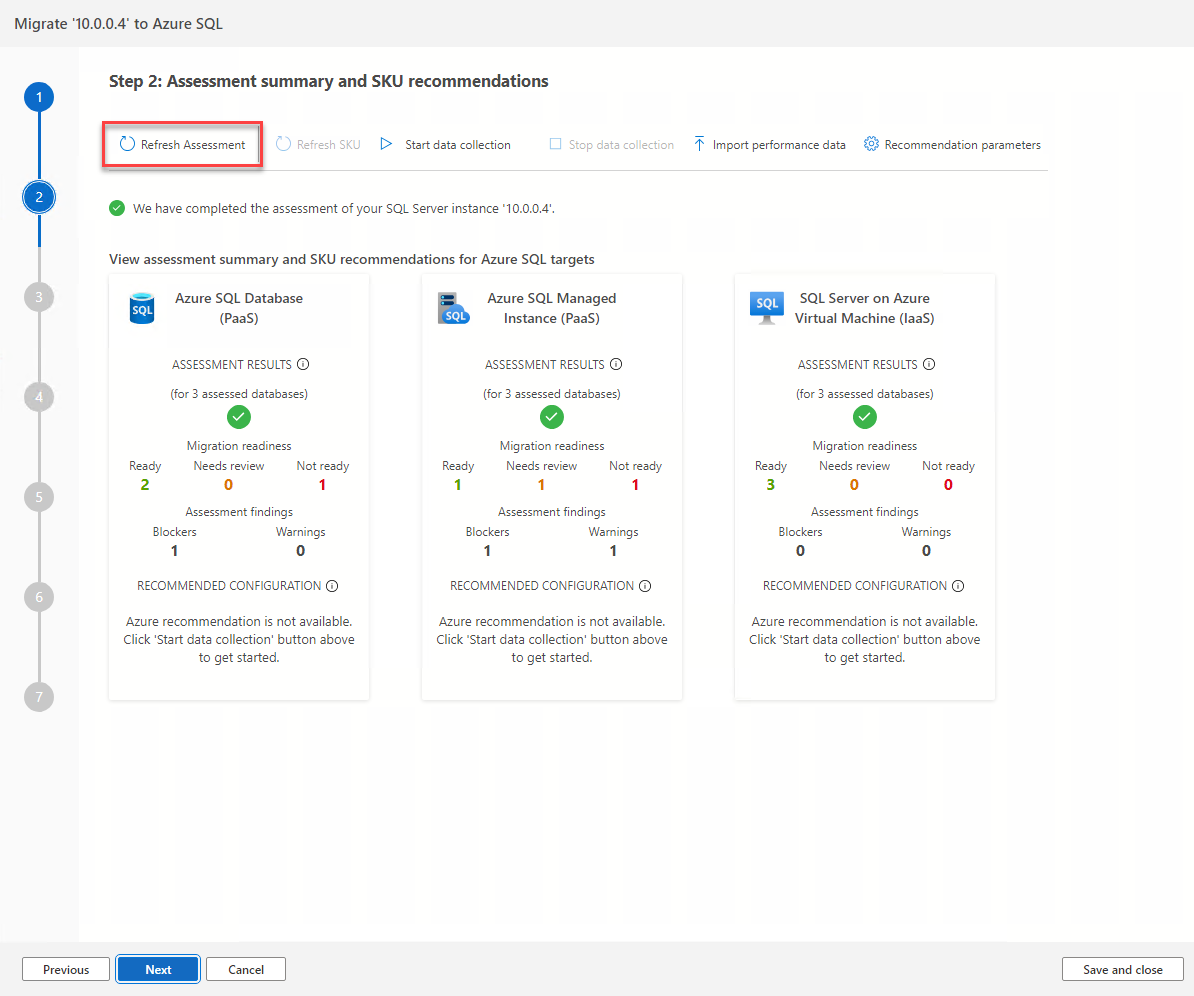 Migrate '10.0.0.4' to Azure SQL
Step 2: Assessment summary and SKU recommendations
1
Refresh Assessment Refresh SKU Start data collection Stop data collection Import performance data Recommendation parameters
2
We have completed the assessment of your SQL Server instance '10.0.0.4'.
View assessment summary and SKU recommendations for Azure SQL targets
3
4
5
6
7
SQL
Azure SQL Database
(PaaS)
ASSESSMENT RESULTS
(for 3 assessed databases)
Migration readiness
Ready Needs review Not ready
2 0 1
Assessment findings
Blockers Warnings
1 0
RECOMMENDED CONFIGURATION
Azure recommendation is not available.
Click 'Start data collection' button above
to get started.
SQL
Azure SQL Managed
Instance (PaaS)
ASSESSMENT RESULTS
(for 3 assessed databases)
Migration readiness
Ready Needs review Not ready
1 1 1
Assessment findings
Blockers Warnings
1 1
RECOMMENDED CONFIGURATION
Azure recommendation is not available.
Click 'Start data collection' button above
to get started.
SQL
SQL Server on Azure
Virtual Machine (IaaS)
ASSESSMENT RESULTS
(for 3 assessed databases)
Migration readiness
Ready Needs review Not ready
3 0 0
Assessment findings
Blockers Warnings
0 0
RECOMMENDED CONFIGURATION
Azure recommendation is not available.
Click 'Start data collection' button above
to get started.
Previous Next Cancel Save and close